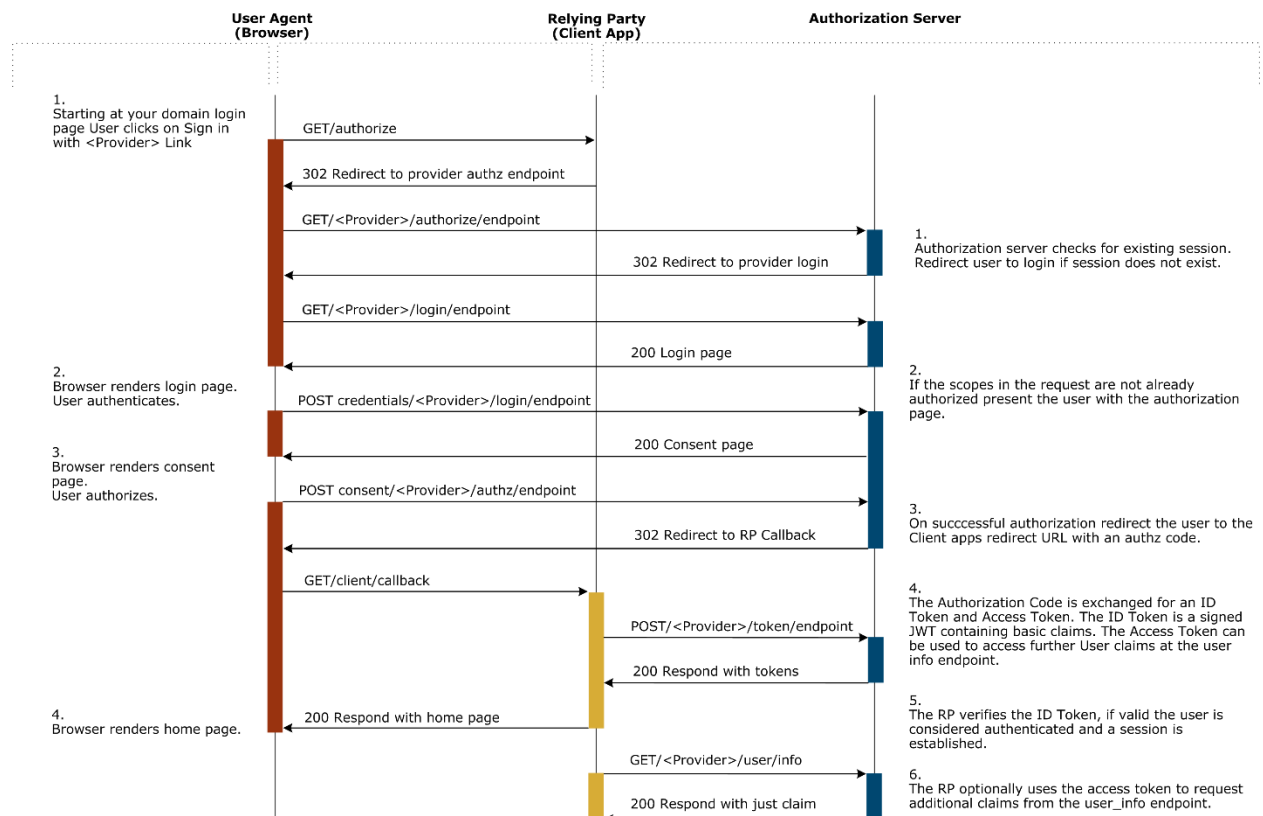 User Agent
(Browser)
Relying Party
(Client App)
Authorization Server
1.
Starting at your domain login
page User clicks on Sign in
with <Provider> Link
GET/authorize
302 Redirect to provider authz endpoint
GET/<Provider>/authorize/endpoint
1.
Authorization server checks for existing session.
Redirect user to login if session does not exist.
302 Redirect to provider login
GET/<Provider>/login/endpoint
200 Login page
2.
Browser renders login page.
User authenticates.
2.
If the scopes in the request are not already
authorized present the user with the authorization
page.
POST credentials/<Provider>/login/endpoint
200 Consent page
3.
Browser renders consent
page.
User authorizes.
POST consent/<Provider>/authz/endpoint
3.
On succcessful authorization redirect the user to the
Client apps redirect URL with an authz code.
302 Redirect to RP Callback
GET/client/callback
4.
The Authorization Code is exchanged for an ID
Token and Access Token. The ID Token is a signed
JWT containing basic claims. The Access Token can
be used to access further User claims at the user
info endpoint.
POST/<Provider>/token/endpoint
200 Respond with tokens
4.
Browser renders home page.
200 Respond with home page
5.
The RP verifies the ID Token, if valid the user is
considered authenticated and a session is
established.
GET/<Provider>/user/info
6.
The RP optionally uses the access token to request
additional claims from the user_info endpoint.
200 Respond with just claim